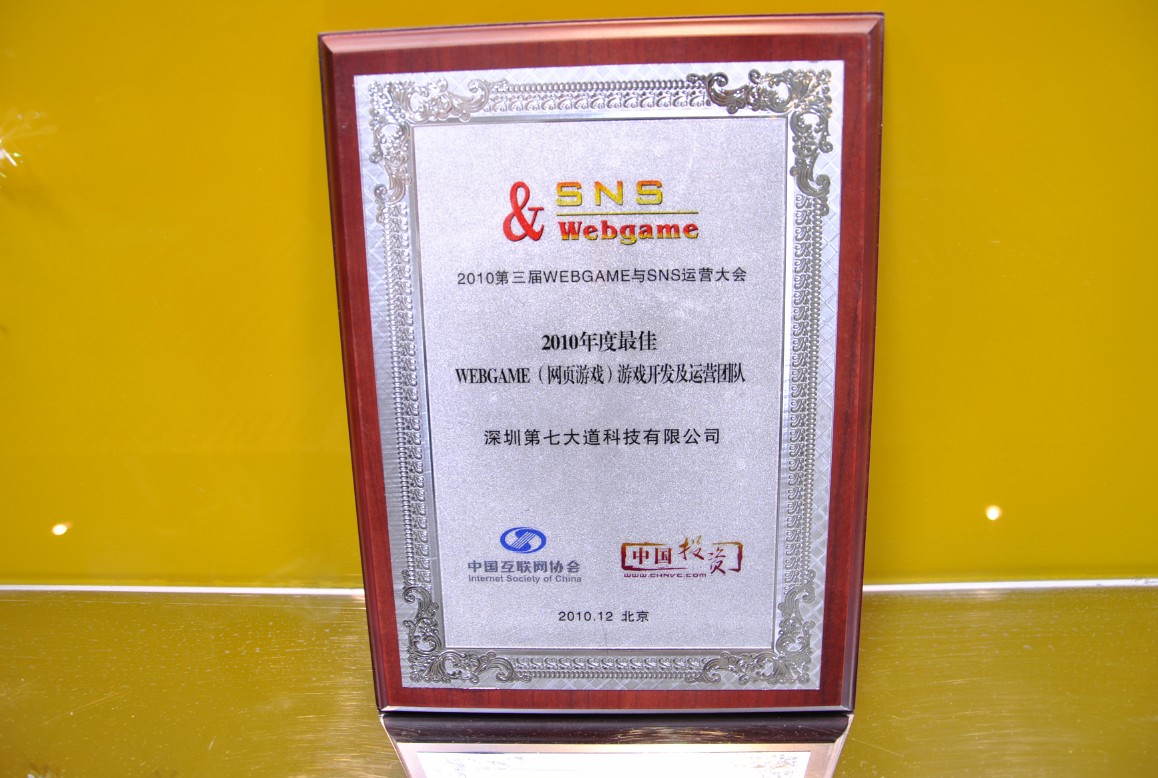 & SNS
Webgame
2010第三届WEBGAME与SNS运营大会
2010年度最佳
WEBGAME（网页游戏）游戏开发及运营团队
深圳第七大道科技有限公司
中国互联网协会
Internet Society of China
中国投资
www.CHNVC.com
2010.12 北京